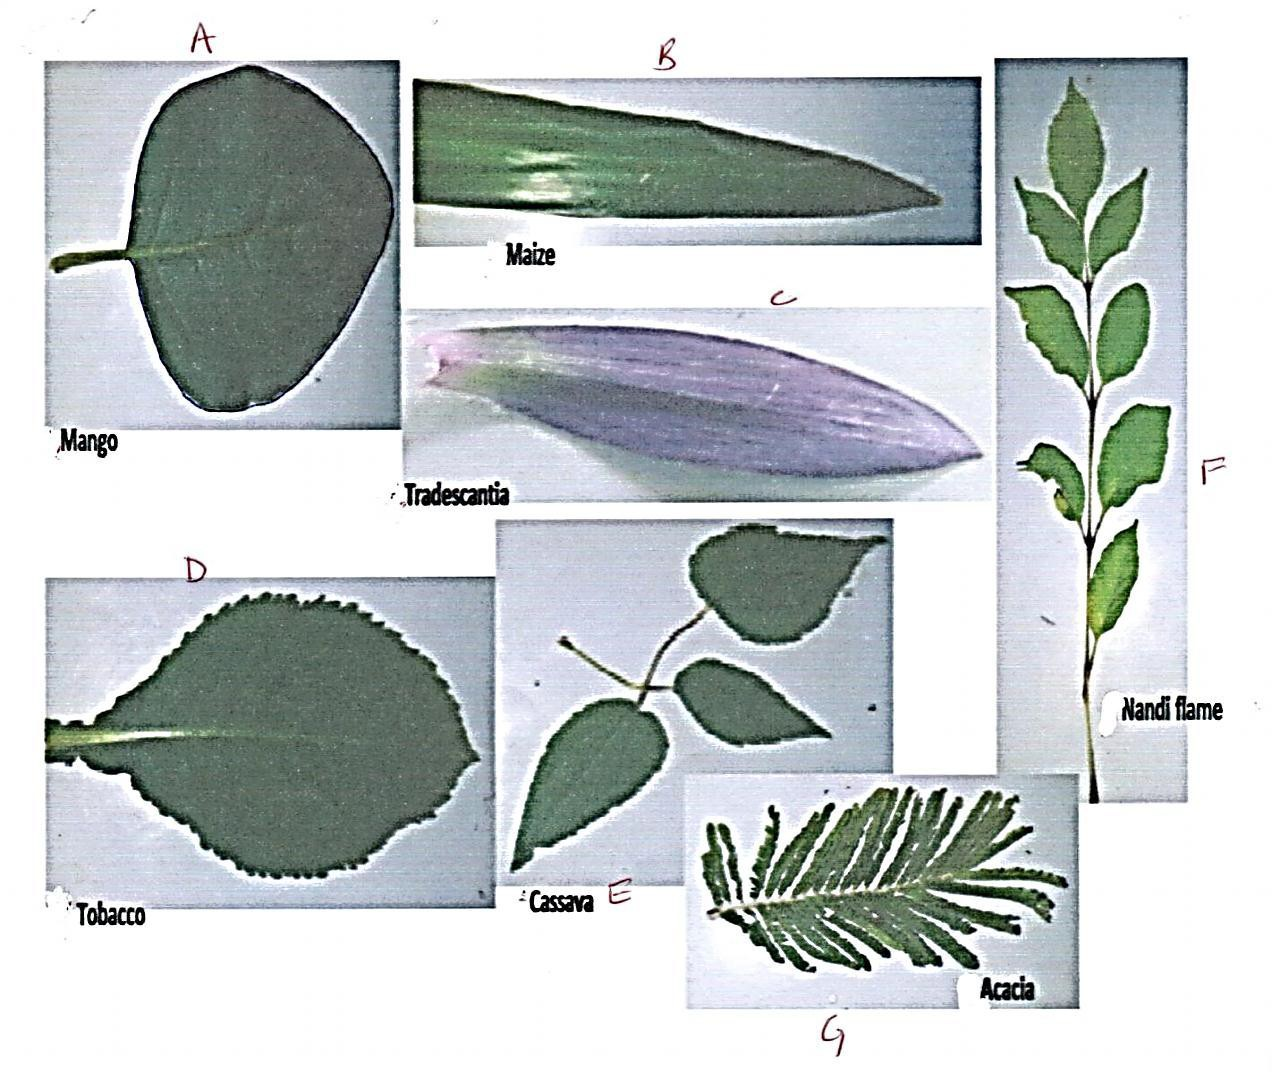 A
B
Maize
C
Mango
Tradescantia
F
D
Nandi flame
Cassava E
Tobacco
Acacia
G